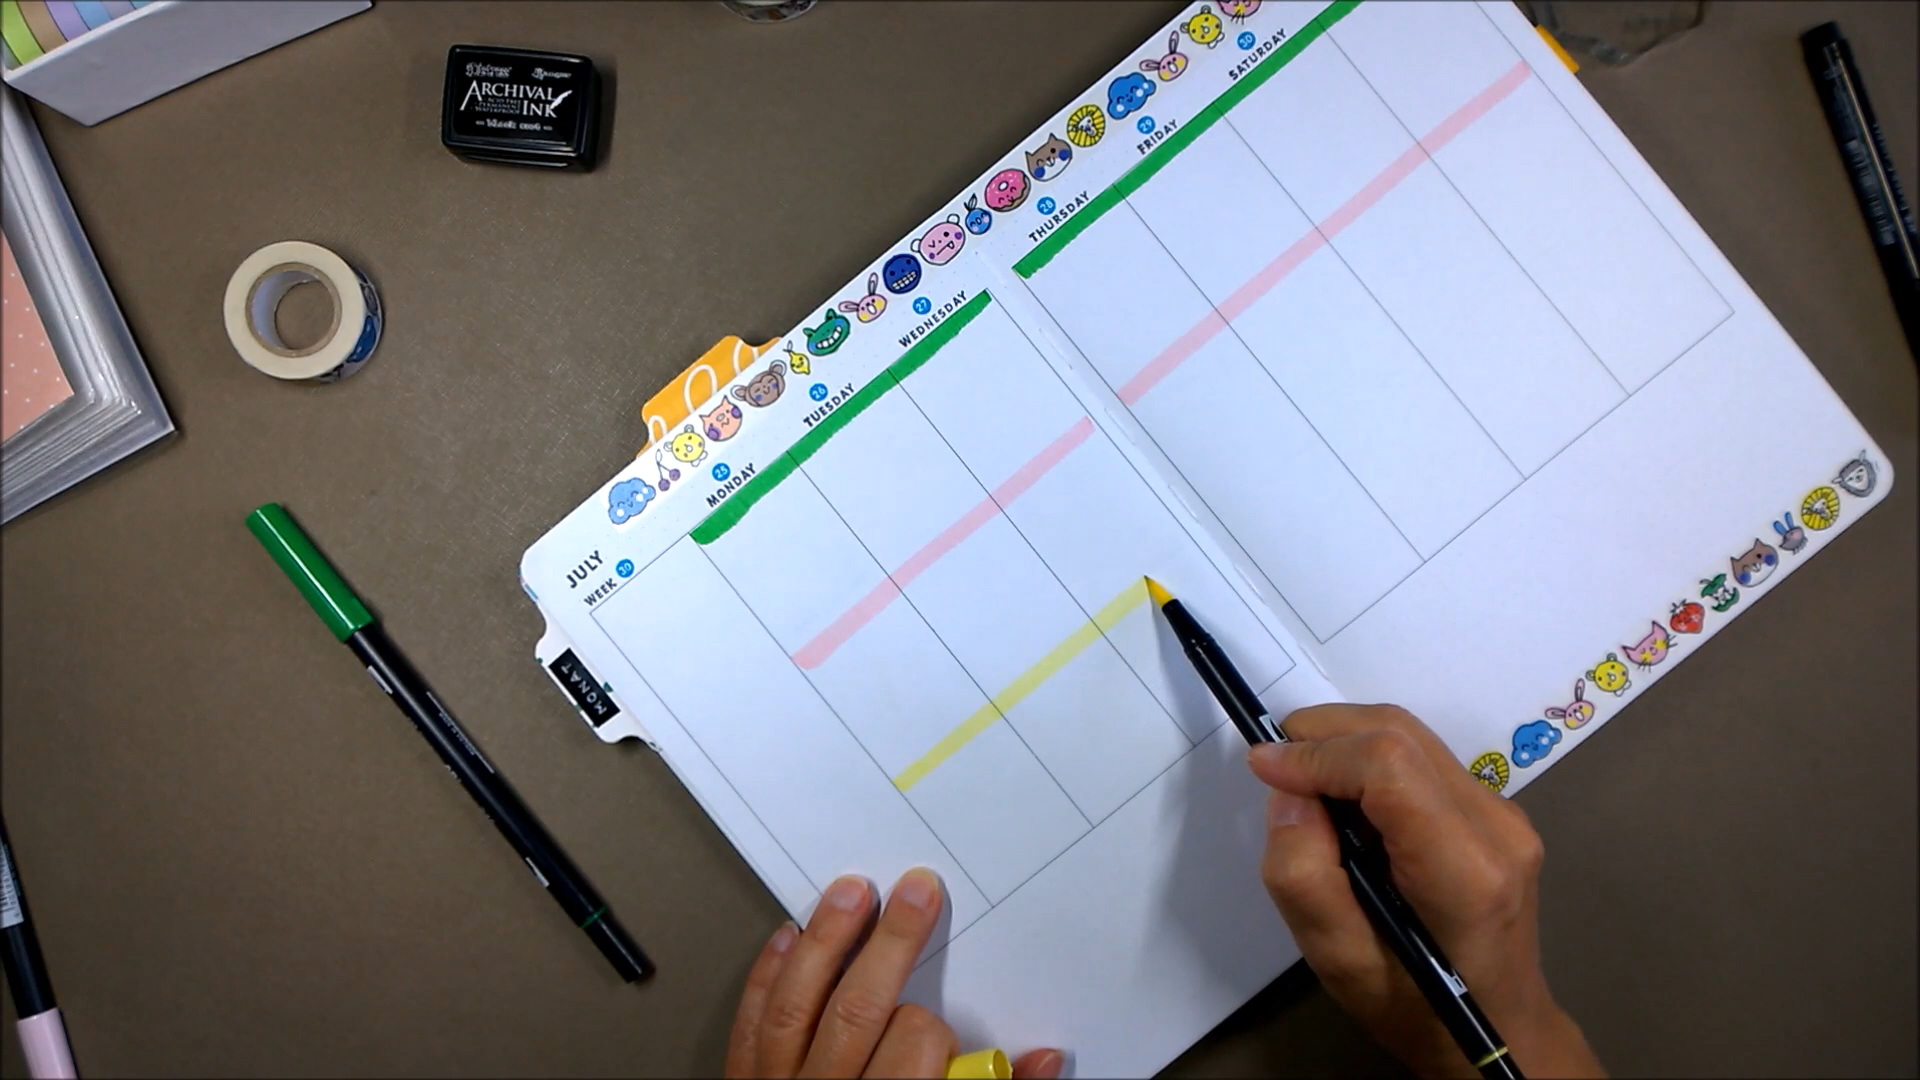 ARCHIVAL
INK
JULY
WEEK 30
25
MONDAY
26
TUESDAY
27
WEDNESDAY
28
THURSDAY
29
FRIDAY
30
SATURDAY
MONAT